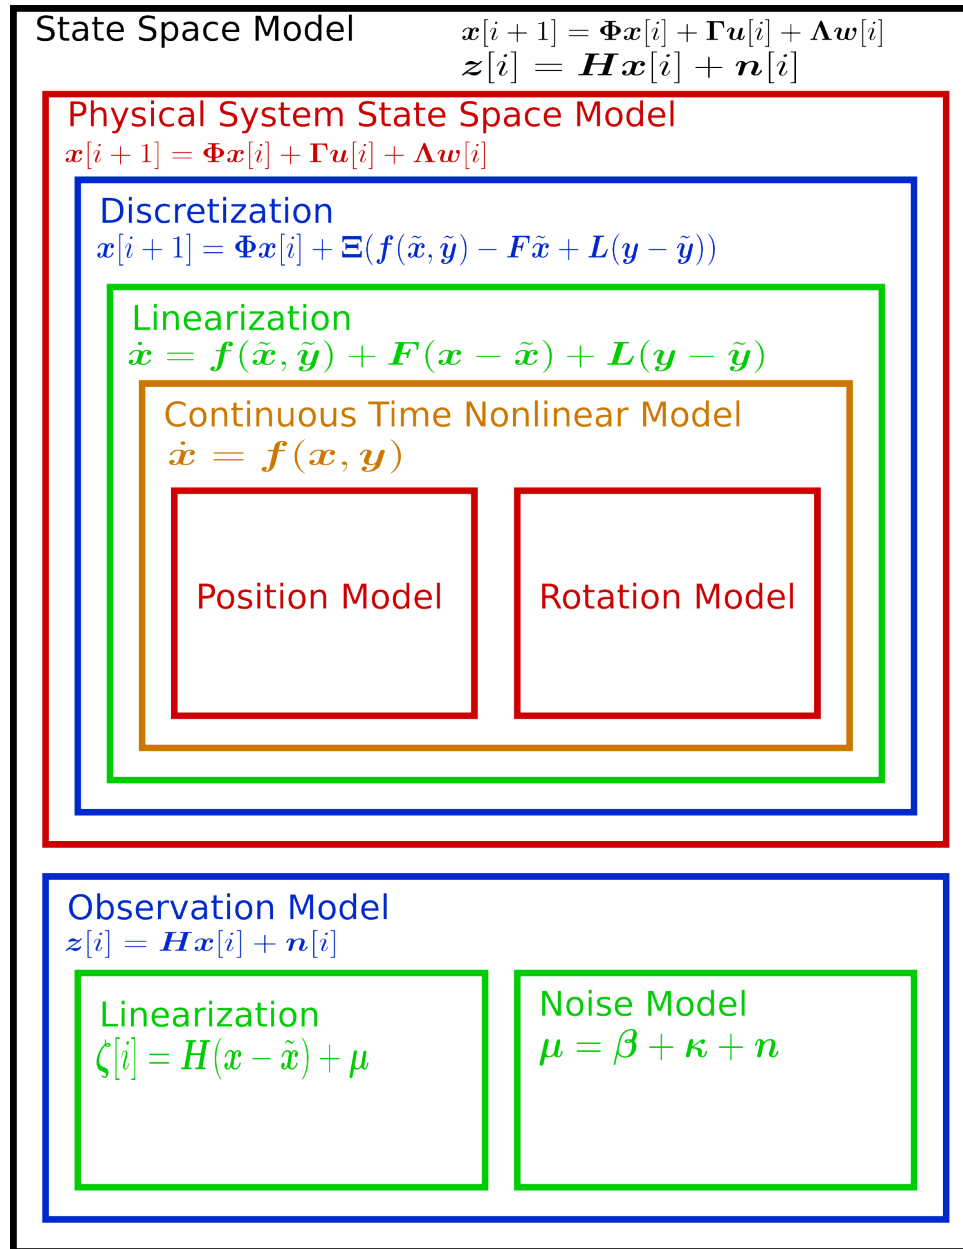 State Space Model
x[i + 1] = Φx[i] + Γu[i] + Λw[i]
z[i] = Hx[i] + n[i]
Physical System State Space Model
x[i + 1] = Φx[i] + Γu[i] + Λw[i]
Discretization
x[i + 1] = Φx[i] + Ξ(f(x̃, ỹ) − Fx̃ + L(y − ỹ))
Linearization
ẋ = f(x̃, ỹ) + F(x − x̃) + L(y − ỹ)
Continuous Time Nonlinear Model
ẋ = f(x, y)
Position Model
Rotation Model
Observation Model
z[i] = Hx[i] + n[i]
Linearization
ζ[i] = H(x − x̃) + μ
Noise Model
μ = β + κ + n